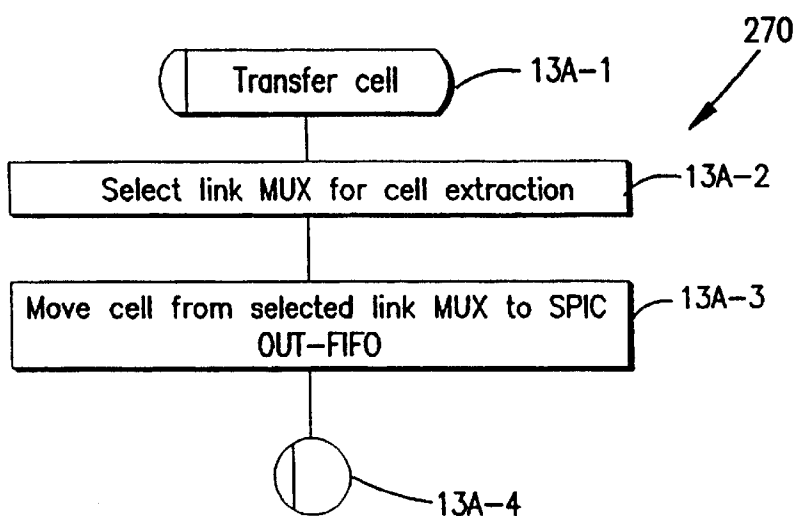 270
Transfer cell
13A-1
Select link MUX for cell extraction
13A-2
Move cell from selected link MUX to SPIC
OUT-FIFO
13A-3
13A-4